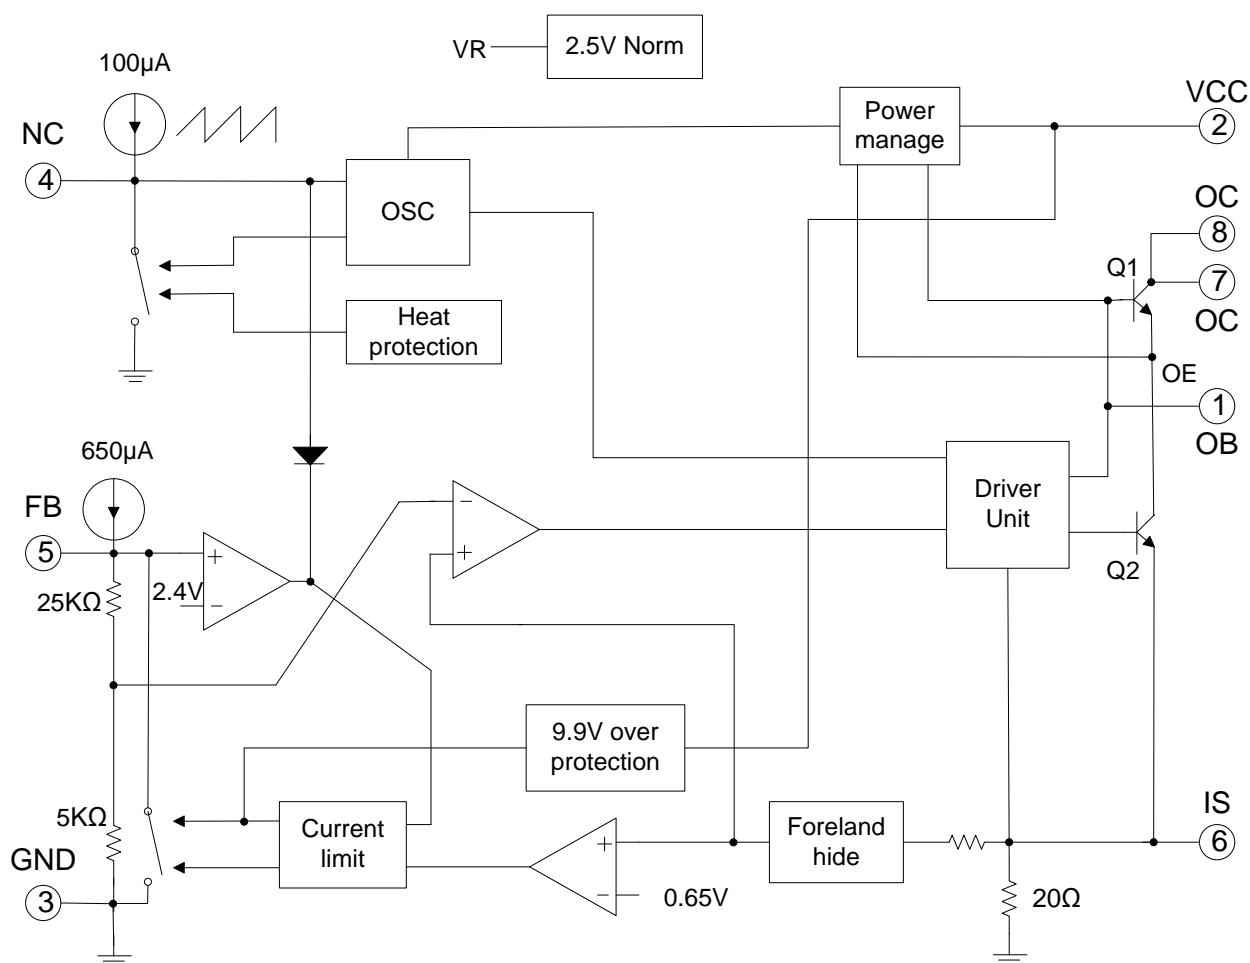 VR
2.5V Norm
100μA
NC
4
OSC
Power
manage
VCC
2
OC
8
Q1
7
OC
OE
1
OB
Heat
protection
650μA
FB
5
+
−
2.4V
25KΩ
−
+
Driver
Unit
Q2
9.9V over
protection
5KΩ
GND
3
Current
limit
+
−
0.65V
Foreland
hide
IS
6
20Ω